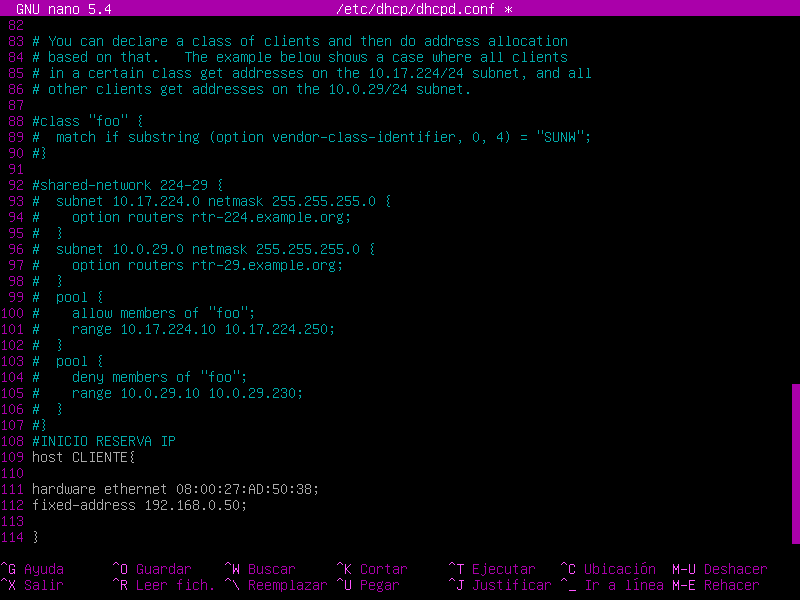 GNU nano 5.4 /etc/dhcp/dhcpd.conf *
82
83 # You can declare a class of clients and then do address allocation
84 # based on that.   The example below shows a case where all clients
85 # in a certain class get addresses on the 10.17.224/24 subnet, and all
86 # other clients get addresses on the 10.0.29/24 subnet.
87
88 #class "foo" {
89 #  match if substring (option vendor-class-identifier, 0, 4) = "SUNW";
90 #}
91
92 #shared-network 224-29 {
93 #  subnet 10.17.224.0 netmask 255.255.255.0 {
94 #    option routers rtr-224.example.org;
95 #  }
96 #  subnet 10.0.29.0 netmask 255.255.255.0 {
97 #    option routers rtr-29.example.org;
98 #  }
99 #  pool {
100 #    allow members of "foo";
101 #    range 10.17.224.10 10.17.224.250;
102 #  }
103 #  pool {
104 #    deny members of "foo";
105 #    range 10.0.29.10 10.0.29.230;
106 #  }
107 #}
108 #INICIO RESERVA IP
109 host CLIENTE{
110
111 hardware ethernet 08:00:27:AD:50:38;
112 fixed-address 192.168.0.50;
113
114 }
^G Ayuda ^O Guardar ^W Buscar ^K Cortar ^T Ejecutar ^C Ubicación M-U Deshacer
^X Salir ^R Leer fich. ^\ Reemplazar ^U Pegar ^J Justificar ^_ Ir a línea M-E Rehacer